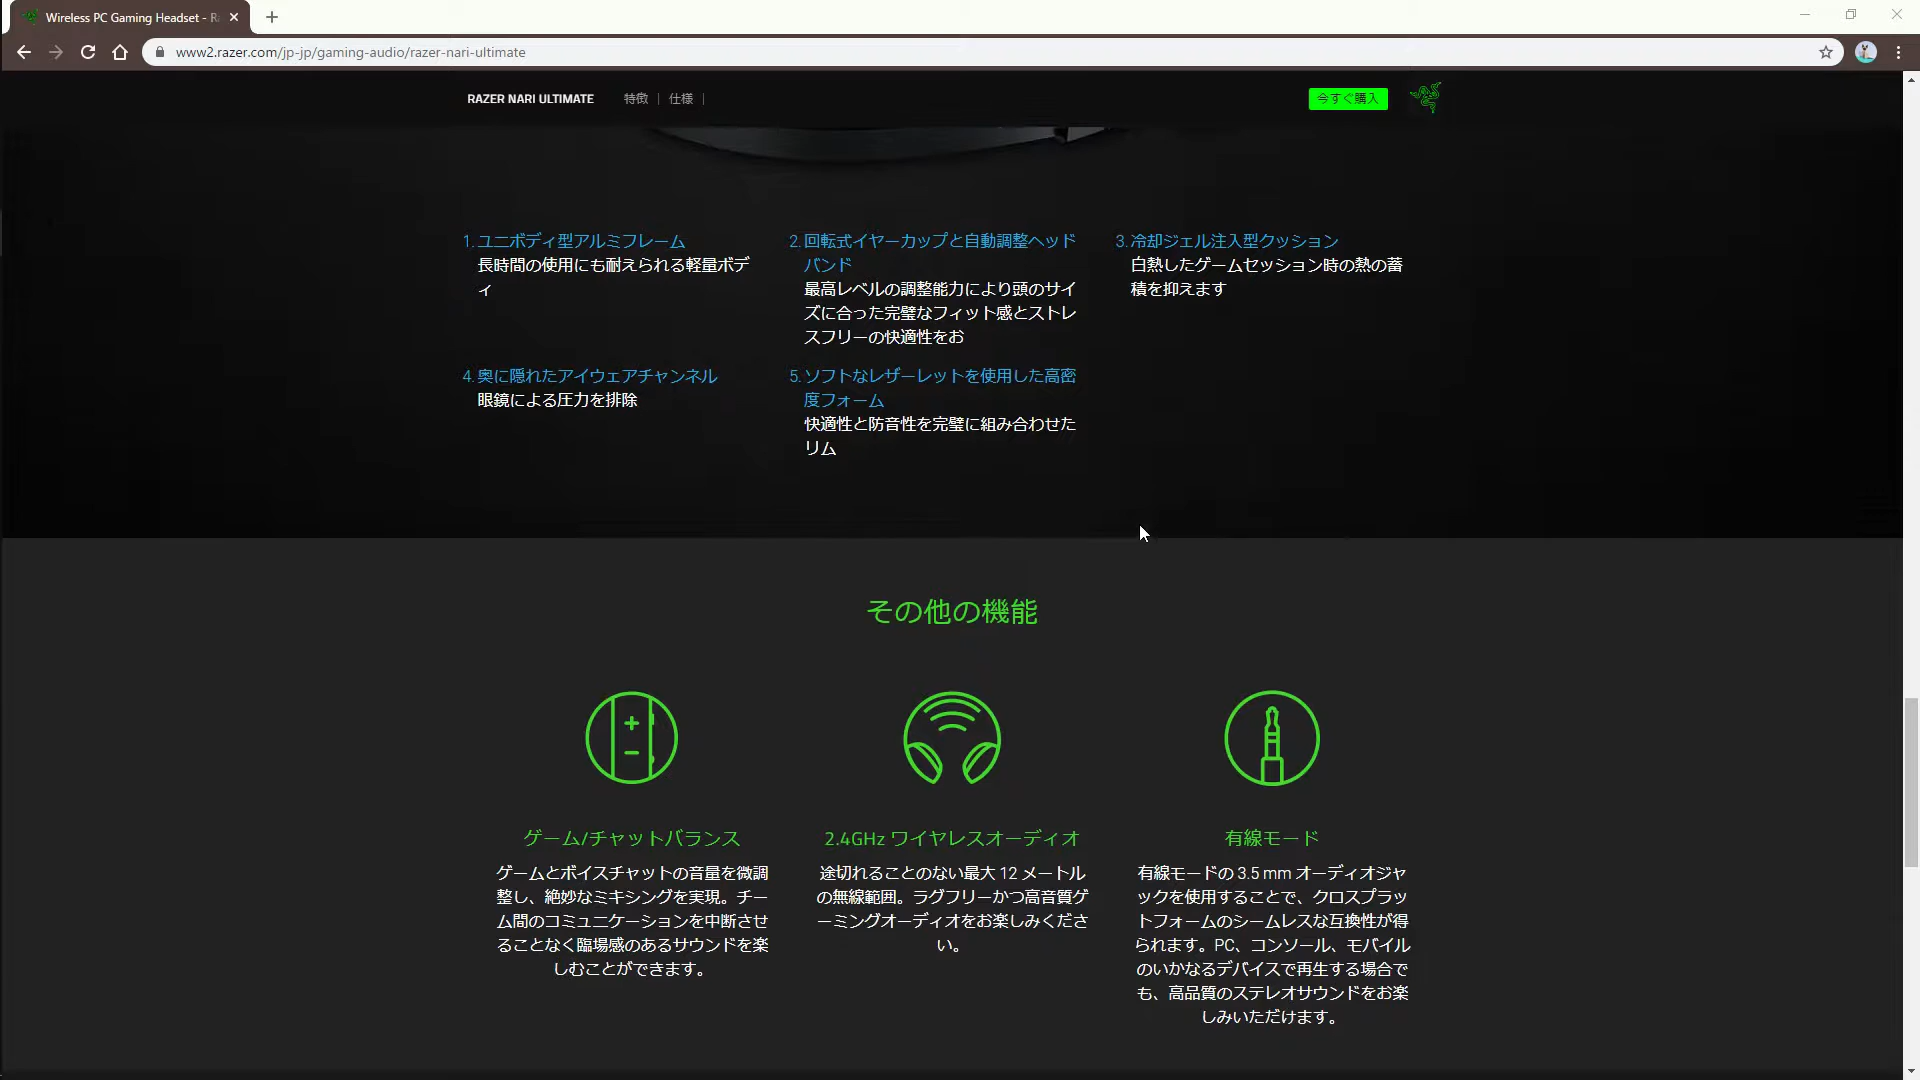 Wireless PC Gaming Headset - Ra
www2.razer.com/jp-jp/gaming-audio/razer-nari-ultimate
RAZER NARI ULTIMATE 特徴 | 仕様 |
今すぐ購入
1. ユニボディ型アルミフレーム
長時間の使用にも耐えられる軽量ボデ
ィ
2. 回転式イヤーカップと自動調整ヘッド
バンド
最高レベルの調整能力により頭のサイ
ズに合った完璧なフィット感とストレ
スフリーの快適性をお
3. 冷却ジェル注入型クッション
白熱したゲームセッション時の熱の蓄
積を抑えます
4. 奥に隠れたアイウェアチャンネル
眼鏡による圧力を排除
5. ソフトなレザーレットを使用した高密
度フォーム
快適性と防音性を完璧に組み合わせた
リム
その他の機能
ゲーム/チャットバランス
ゲームとボイスチャットの音量を微調
整し、絶妙なミキシングを実現。チー
ム間のコミュニケーションを中断させ
ることなく臨場感のあるサウンドを楽
しむことができます。
2.4GHz ワイヤレスオーディオ
途切れることのない最大 12 メートル
の無線範囲。ラグフリーかつ高音質ゲ
ーミングオーディオをお楽しみくださ
い。
有線モード
有線モードの 3.5 mm オーディオジャ
ックを使用することで、クロスプラッ
トフォームのシームレスな互換性が得
られます。PC、コンソール、モバイル
のいかなるデバイスで再生する場合で
も、高品質のステレオサウンドをお楽
しみいただけます。